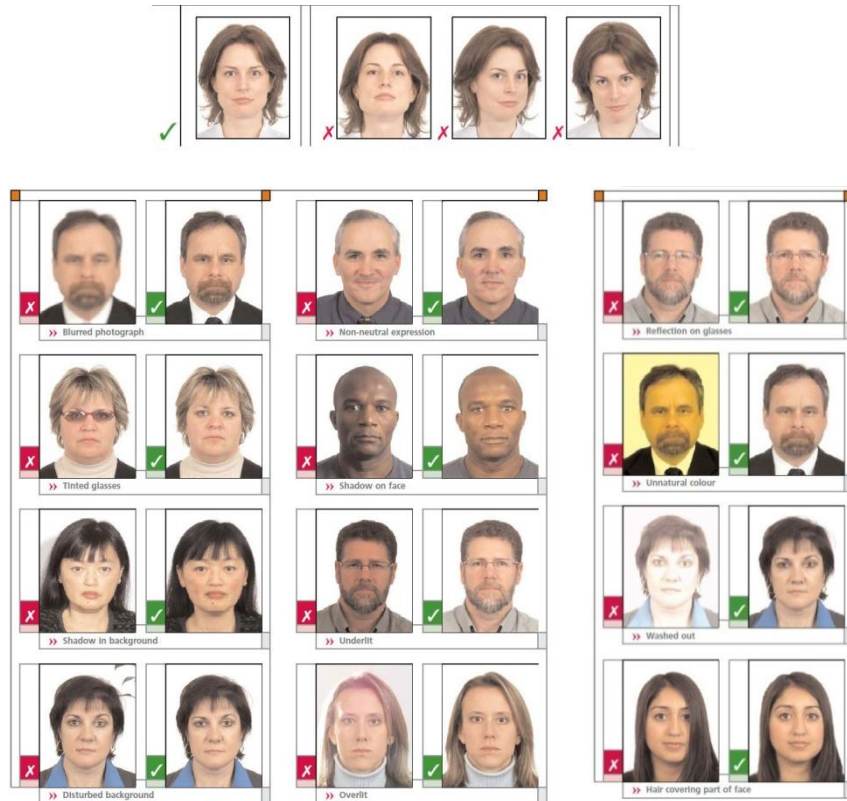 Blurred photograph
Non-neutral expression
Reflection on glasses
Tinted glasses
Shadow on face
Unnatural colour
Shadow in background
Underlit
Washed out
Disturbed background
Overlit
Hair covering part of face